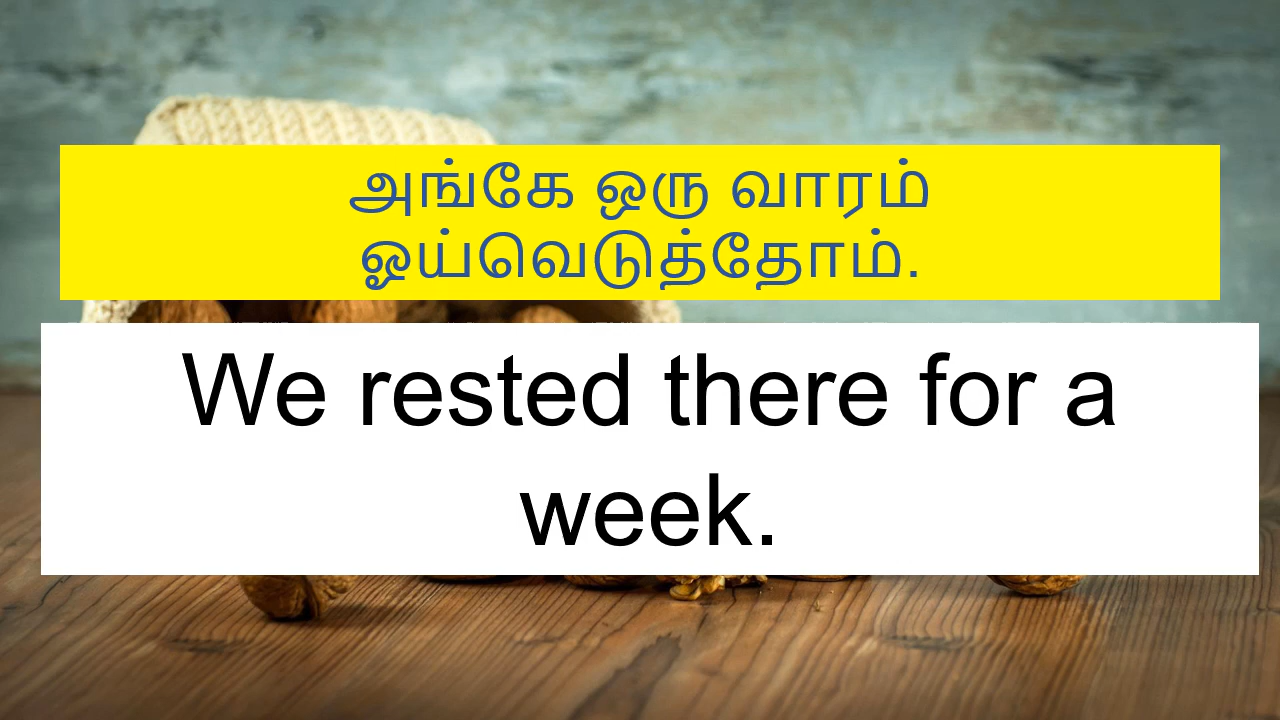 அங்கே ஒரு வாரம்
ஓய்வெடுத்தோம்.
We rested there for a
week.